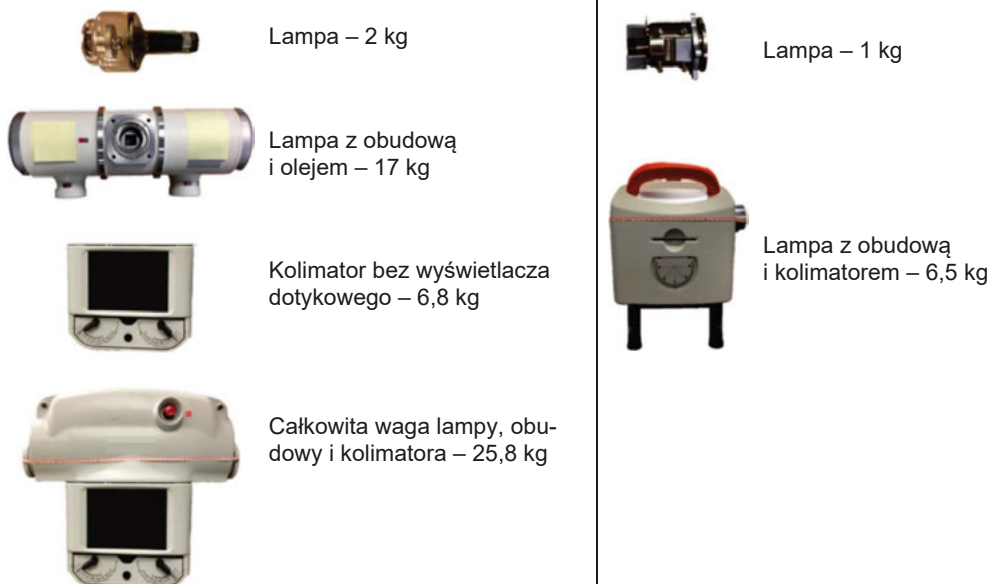 Lampa – 2 kg
Lampa z obudową
i olejem – 17 kg
Kolimator bez wyświetlacza
dotykowego – 6,8 kg
Całkowita waga lampy, obu-
dowy i kolimatora – 25,8 kg
Lampa – 1 kg
Lampa z obudową
i kolimatorem – 6,5 kg